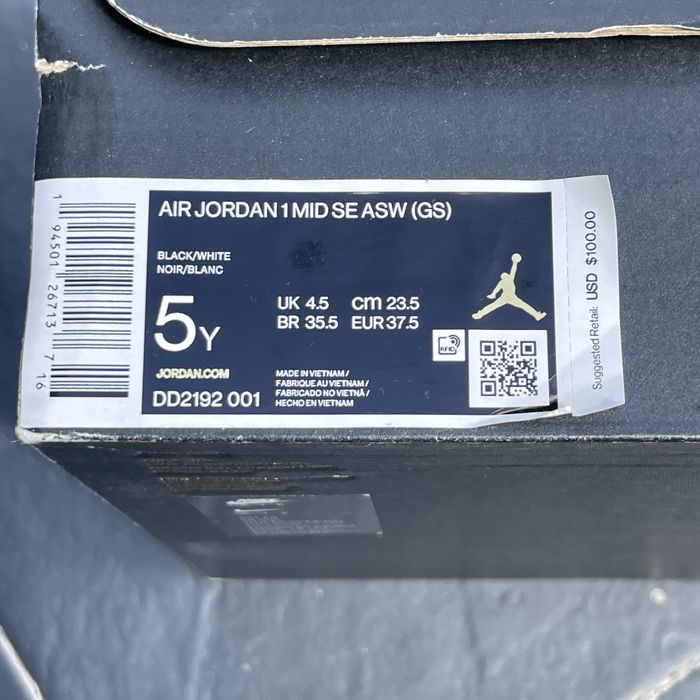 AIR JORDAN 1 MID SE ASW (GS)
BLACK/WHITE
NOIR/BLANC
5Y
UK 4.5 cm 23.5
BR 35.5 EUR 37.5
RFID
JORDAN.COM
DD2192 001
MADE IN VIETNAM /
FABRIQUE AU VIETNAM /
FABRICADO NO VIETNÃ /
HECHO EN VIETNAM
1 94501 26713 7 16
Suggested Retail: USD $100.00